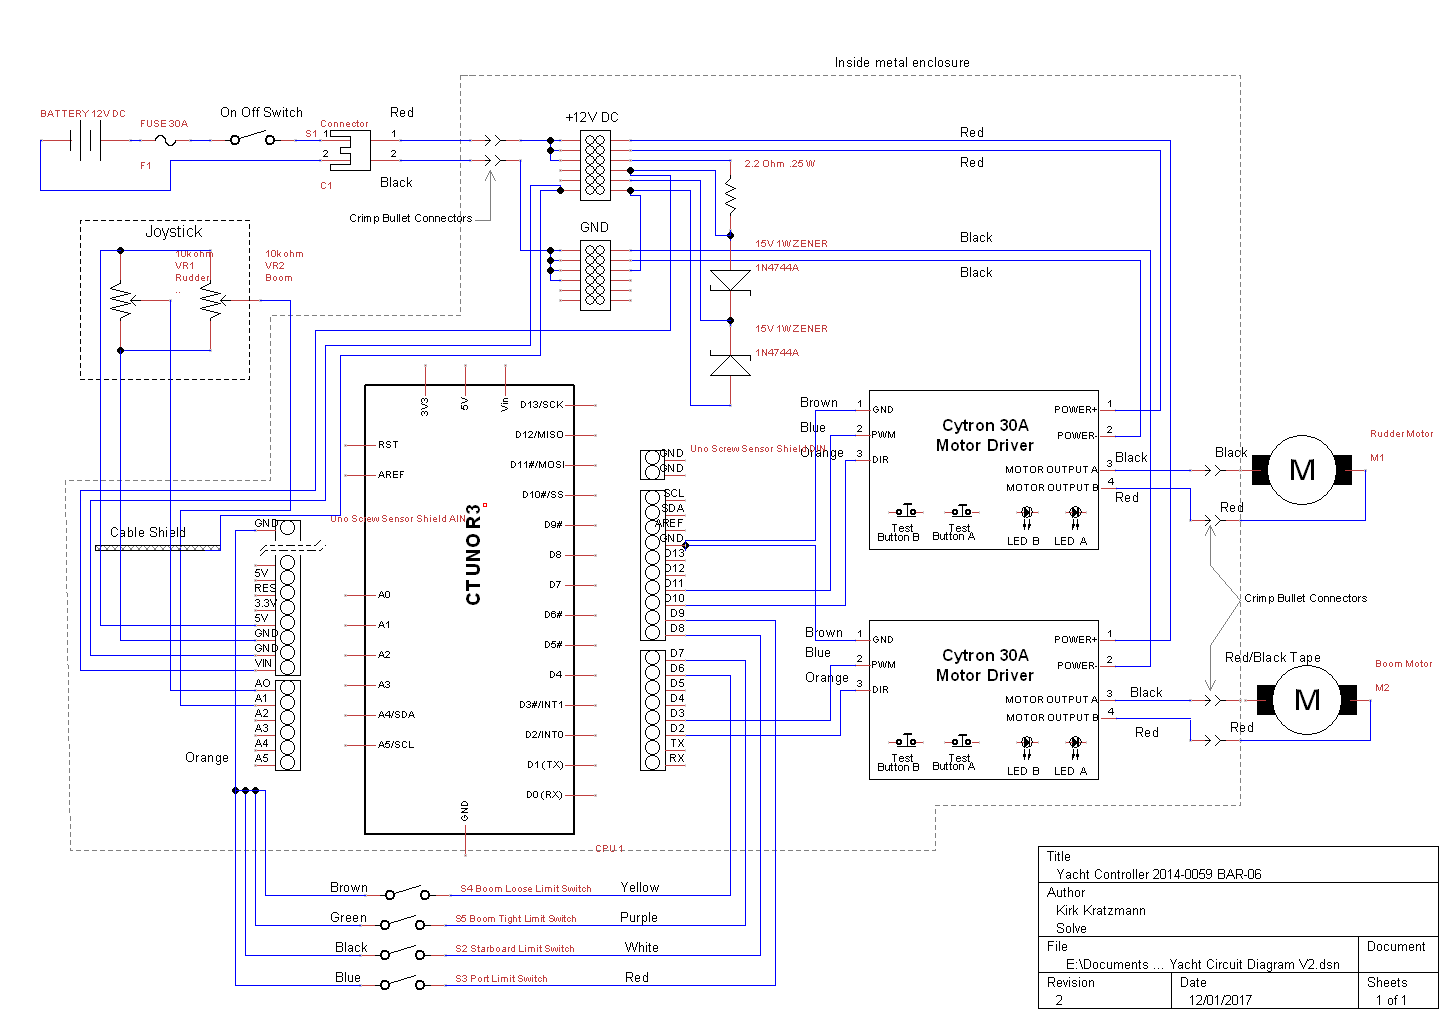 Inside metal enclosure
BATTERY 12V DC
FUSE 30A
F1
On Off Switch
S1
Connector
1
2
C1
1
2
Red
Black
Crimp Bullet Connectors
+12V DC
GND
Red
Red
2.2 Ohm .25W
Black
Black
15V 1W ZENER
1N4744A
15V 1W ZENER
1N4744A
Joystick
10k ohm
VR1
Rudder
10k ohm
VR2
Boom
Cable Shield
Uno Screw Sensor Shield AIN
GND
5V
RES
3.3V
5V
GND
GND
VIN
A0
A1
A2
A3
A4
A5
Orange
3V3
5V
Vin
RST
AREF
A0
A1
A2
A3
A4/SDA
A5/SCL
CTUNOR3
D13/SCK
D12/MISO
D11#/MOSI
D10#/SS
D9#
D8
D7
D6#
D5#
D4
D3#/INT1
D2/INT0
D1(TX)
D0(RX)
GND
CPU1
Uno Screw Sensor Shield DIN
GND
GND
SCL
SDA
AREF
GND
D13
D12
D11
D10
D9
D8
D7
D6
D5
D4
D3
D2
TX
RX
Brown
Blue
Orange
1
2
3
GND
PWM
DIR
Cytron 30A
Motor Driver
POWER+
POWER-
MOTOR OUTPUT A
MOTOR OUTPUT B
1
2
3
4
Test
Button B
Test
Button A
LED B
LED A
Black
Red
Black
Red
Rudder Motor
M1
M
Crimp Bullet Connectors
Brown
Blue
Orange
1
2
3
GND
PWM
DIR
Cytron 30A
Motor Driver
POWER+
POWER-
MOTOR OUTPUT A
MOTOR OUTPUT B
1
2
3
4
Test
Button B
Test
Button A
LED B
LED A
Black
Red
Red/Black Tape
Red
Boom Motor
M2
M
Brown
S4 Boom Loose Limit Switch
Yellow
Green
S5 Boom Tight Limit Switch
Purple
Black
S2 Starboard Limit Switch
White
Blue
S3 Port Limit Switch
Red
Title
Yacht Controller 2014-0059 BAR-06
Author
Kirk Kratzmann
Solve
File
E:\Documents ... Yacht Circuit Diagram V2.dsn
Document
Revision
2
Date
12/01/2017
Sheets
1 of 1